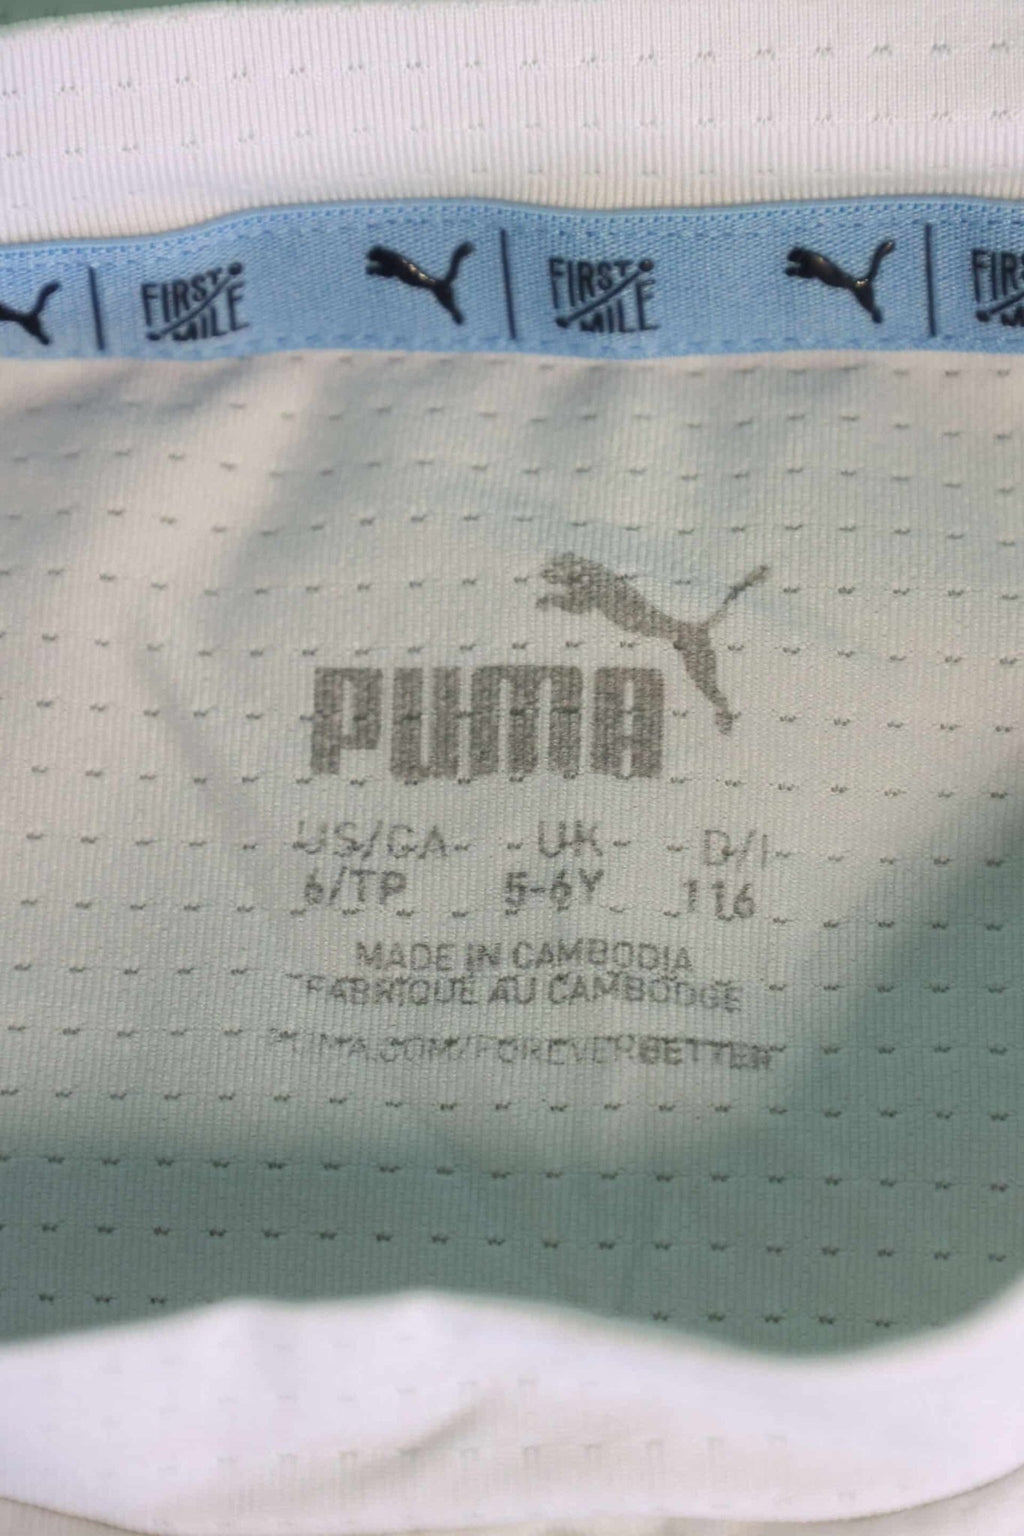 FIRST MILE
FIRST MILE
FIRST
PUMA
US/CA UK D/I
6/TP 5-6Y 116
MADE IN CAMBODIA
FABRIQUÉ AU CAMBODGE
PUMA.COM/FOREVERBETTER